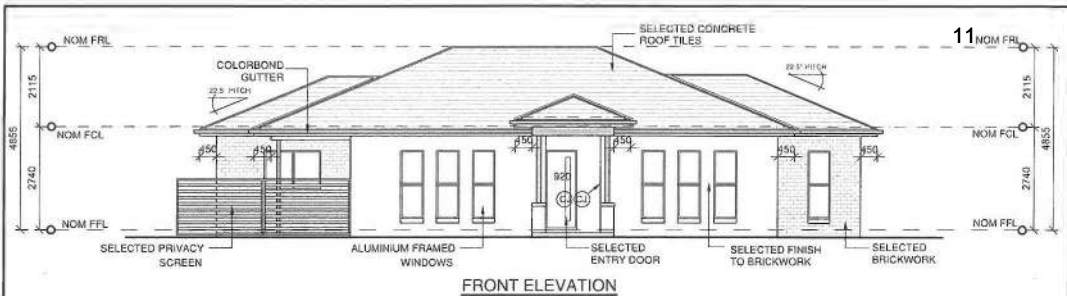 NOM FRL
SELECTED CONCRETE
ROOF TILES
11
NOM FRL
COLORBOND
GUTTER
22.5° PITCH
22.5° PITCH
2115
2115
4855
4855
NOM FCL
NOM FCL
450
450
450
450
450
450
2740
2740
920
NOM FFL
NOM FFL
SELECTED PRIVACY
SCREEN
ALUMINIUM FRAMED
WINDOWS
SELECTED
ENTRY DOOR
SELECTED FINISH
TO BRICKWORK
SELECTED
BRICKWORK
FRONT ELEVATION